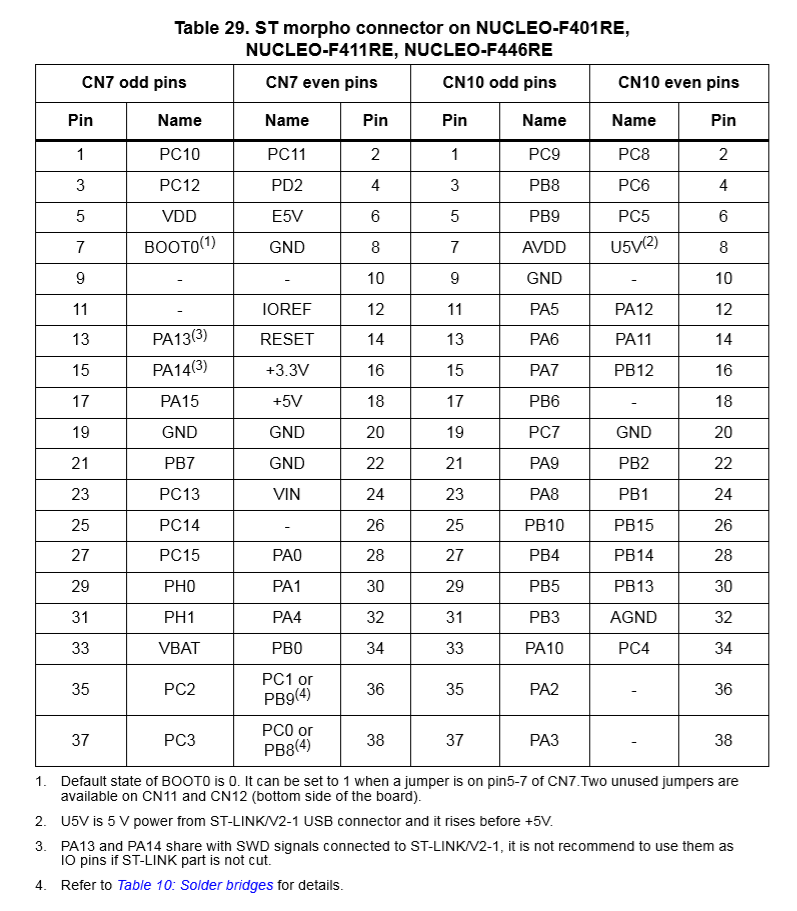 Table 29. ST morpho connector on NUCLEO-F401RE,
NUCLEO-F411RE, NUCLEO-F446RE
CN7 odd pins CN7 even pins CN10 odd pins CN10 even pins
Pin Name Name Pin Pin Name Name Pin
1 PC10 PC11 2 1 PC9 PC8 2
3 PC12 PD2 4 3 PB8 PC6 4
5 VDD E5V 6 5 PB9 PC5 6
7 BOOT0(1) GND 8 7 AVDD U5V(2) 8
9 - - 10 9 GND - 10
11 - IOREF 12 11 PA5 PA12 12
13 PA13(3) RESET 14 13 PA6 PA11 14
15 PA14(3) +3.3V 16 15 PA7 PB12 16
17 PA15 +5V 18 17 PB6 - 18
19 GND GND 20 19 PC7 GND 20
21 PB7 GND 22 21 PA9 PB2 22
23 PC13 VIN 24 23 PA8 PB1 24
25 PC14 - 26 25 PB10 PB15 26
27 PC15 PA0 28 27 PB4 PB14 28
29 PH0 PA1 30 29 PB5 PB13 30
31 PH1 PA4 32 31 PB3 AGND 32
33 VBAT PB0 34 33 PA10 PC4 34
35 PC2 PC1 or PB9(4) 36 35 PA2 - 36
37 PC3 PC0 or PB8(4) 38 37 PA3 - 38
1. Default state of BOOT0 is 0. It can be set to 1 when a jumper is on pin5-7 of CN7.Two unused jumpers are
available on CN11 and CN12 (bottom side of the board).
2. U5V is 5 V power from ST-LINK/V2-1 USB connector and it rises before +5V.
3. PA13 and PA14 share with SWD signals connected to ST-LINK/V2-1, it is not recommend to use them as
IO pins if ST-LINK part is not cut.
4. Refer to Table 10: Solder bridges for details.